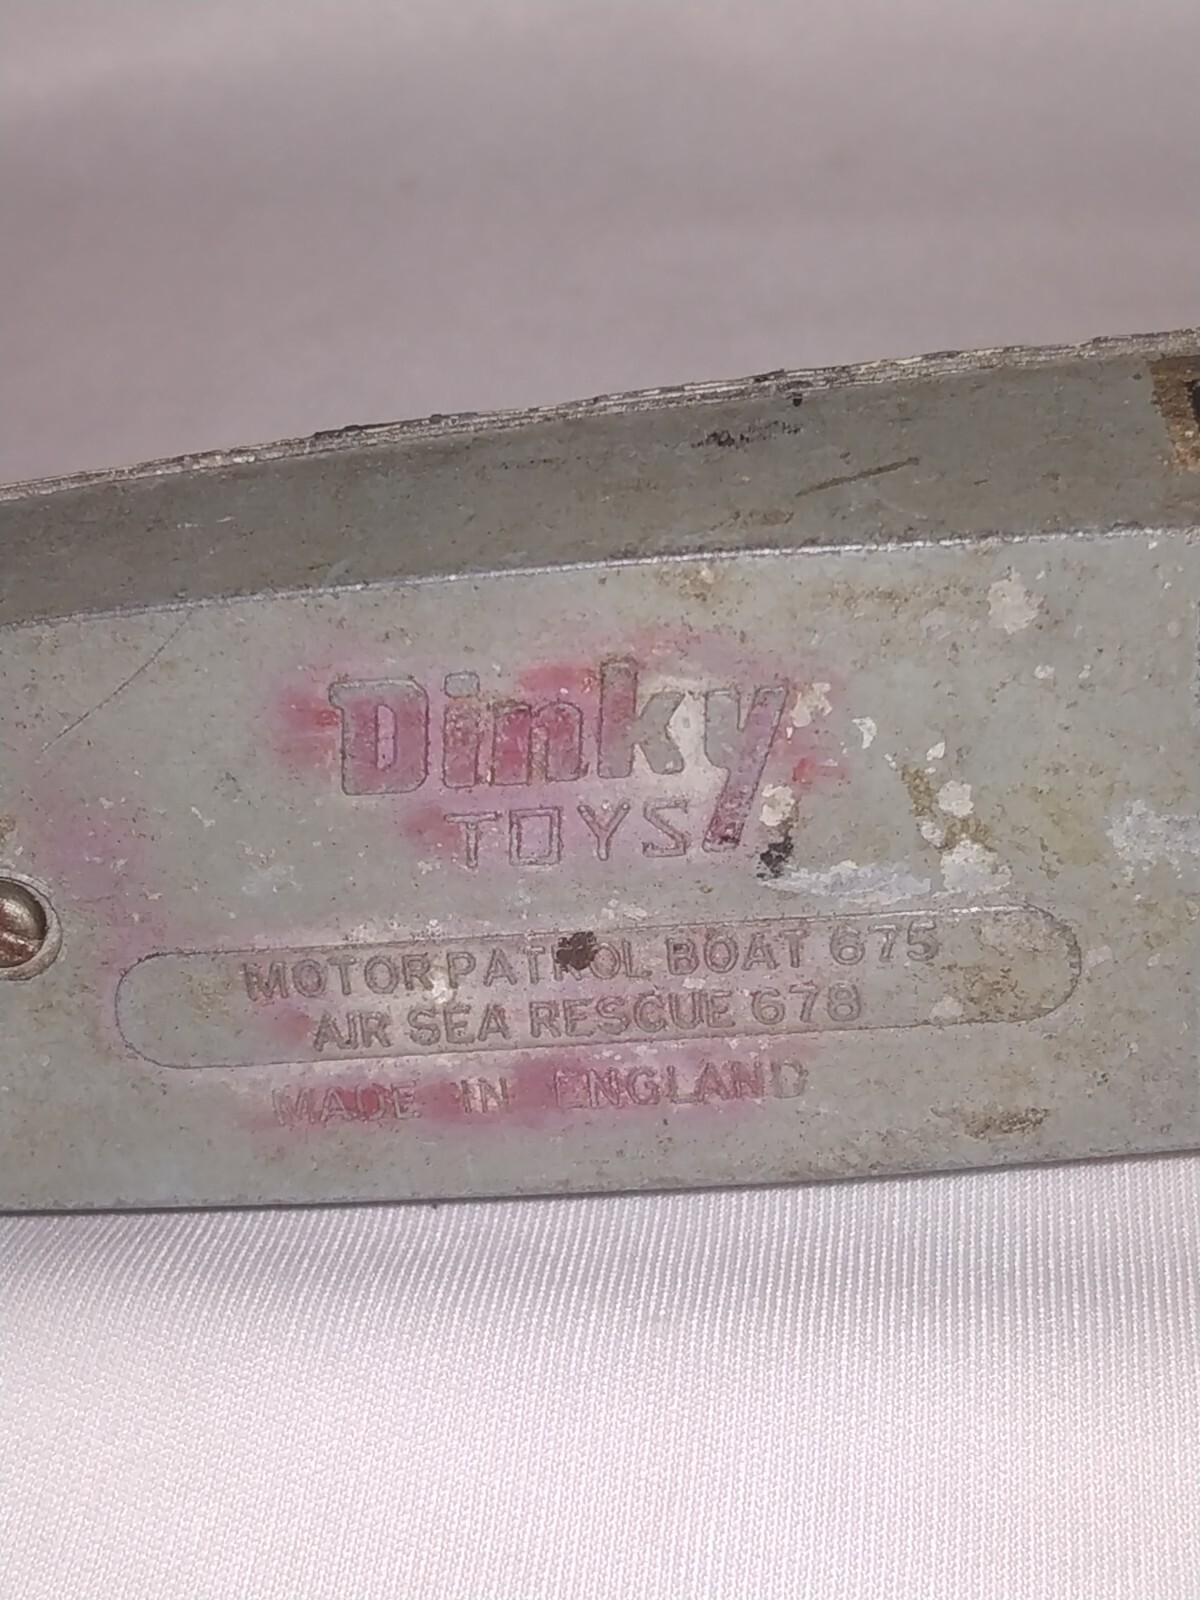 Dinky
TOYS
MOTOR PATROL BOAT 675
AIR SEA RESCUE 678
MADE IN ENGLAND